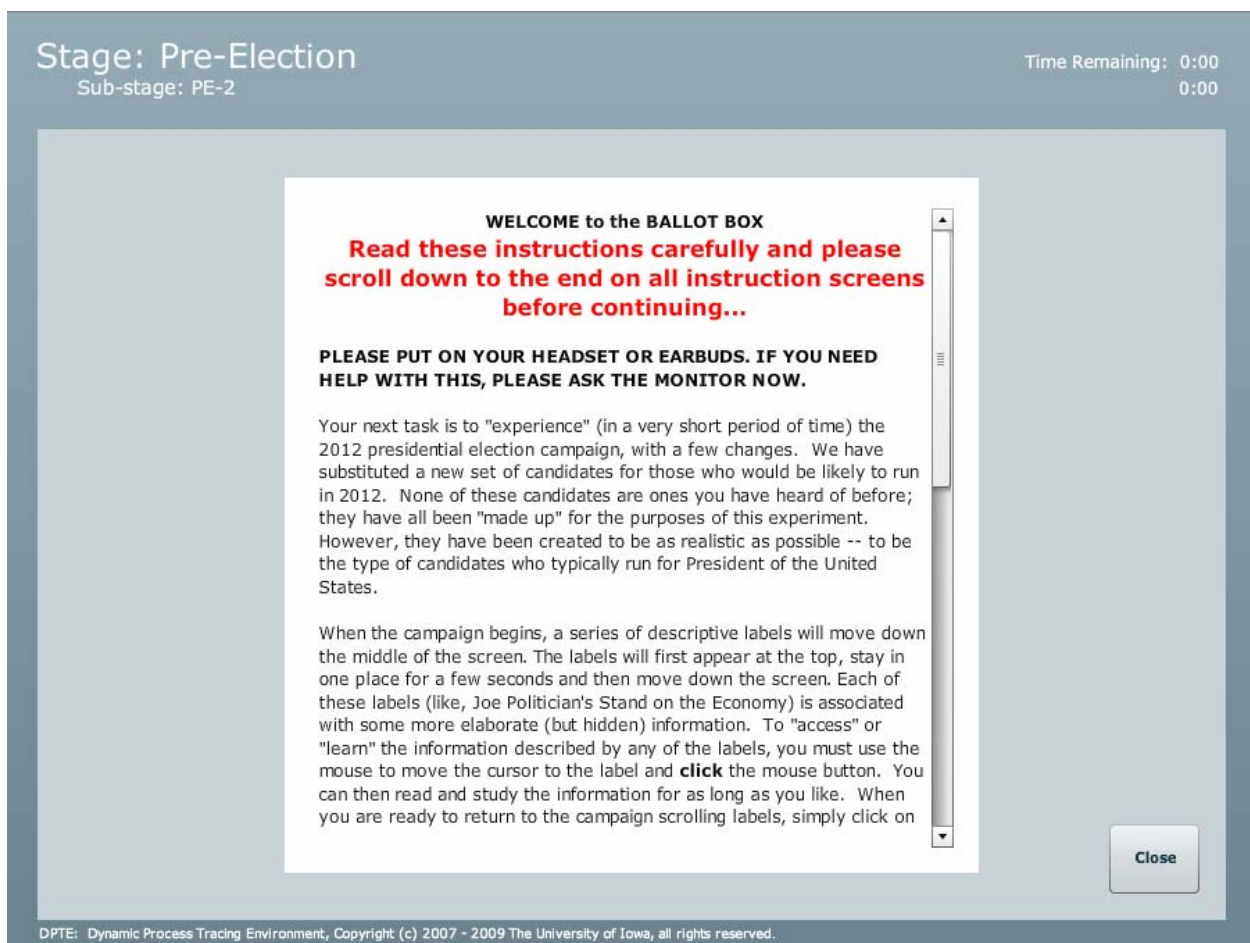 Stage: Pre-Election
Sub-stage: PE-2
Time Remaining: 0:00
0:00
WELCOME to the BALLOT BOX
Read these instructions carefully and please
scroll down to the end on all instruction screens
before continuing...
PLEASE PUT ON YOUR HEADSET OR EARBUDS. IF YOU NEED
HELP WITH THIS, PLEASE ASK THE MONITOR NOW.
Your next task is to "experience" (in a very short period of time) the
2012 presidential election campaign, with a few changes.  We have
substituted a new set of candidates for those who would be likely to run
in 2012.  None of these candidates are ones you have heard of before;
they have all been "made up" for the purposes of this experiment.
However, they have been created to be as realistic as possible -- to be
the type of candidates who typically run for President of the United
States.
When the campaign begins, a series of descriptive labels will move down
the middle of the screen. The labels will first appear at the top, stay in
one place for a few seconds and then move down the screen. Each of
these labels (like, Joe Politician's Stand on the Economy) is associated
with some more elaborate (but hidden) information.  To "access" or
"learn" the information described by any of the labels, you must use the
mouse to move the cursor to the label and click the mouse button.  You
can then read and study the information for as long as you like.  When
you are ready to return to the campaign scrolling labels, simply click on
Close
DPTE:  Dynamic Process Tracing Environment, Copyright (c) 2007 - 2009 The University of Iowa, all rights reserved.